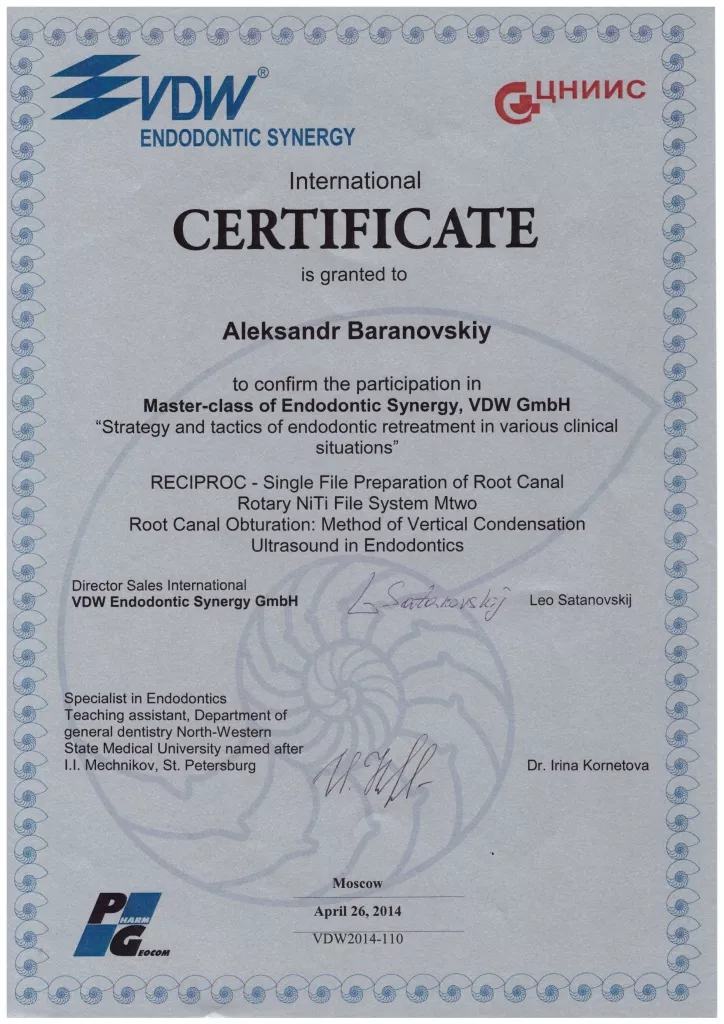 VDW®
ENDODONTIC SYNERGY
ЦНИИС
International
CERTIFICATE
is granted to
Aleksandr Baranovskiy
to confirm the participation in
Master-class of Endodontic Synergy, VDW GmbH
“Strategy and tactics of endodontic retreatment in various clinical
situations”
RECIPROC - Single File Preparation of Root Canal
Rotary NiTi File System Mtwo
Root Canal Obturation: Method of Vertical Condensation
Ultrasound in Endodontics
Director Sales International
VDW Endodontic Synergy GmbH
L Satanovskij
Leo Satanovskij
Specialist in Endodontics
Teaching assistant, Department of
general dentistry North-Western
State Medical University named after
I.I. Mechnikov, St. Petersburg
Dr. Irina Kornetova
Moscow
April 26, 2014
VDW2014-110
PHARM
GEOCOM